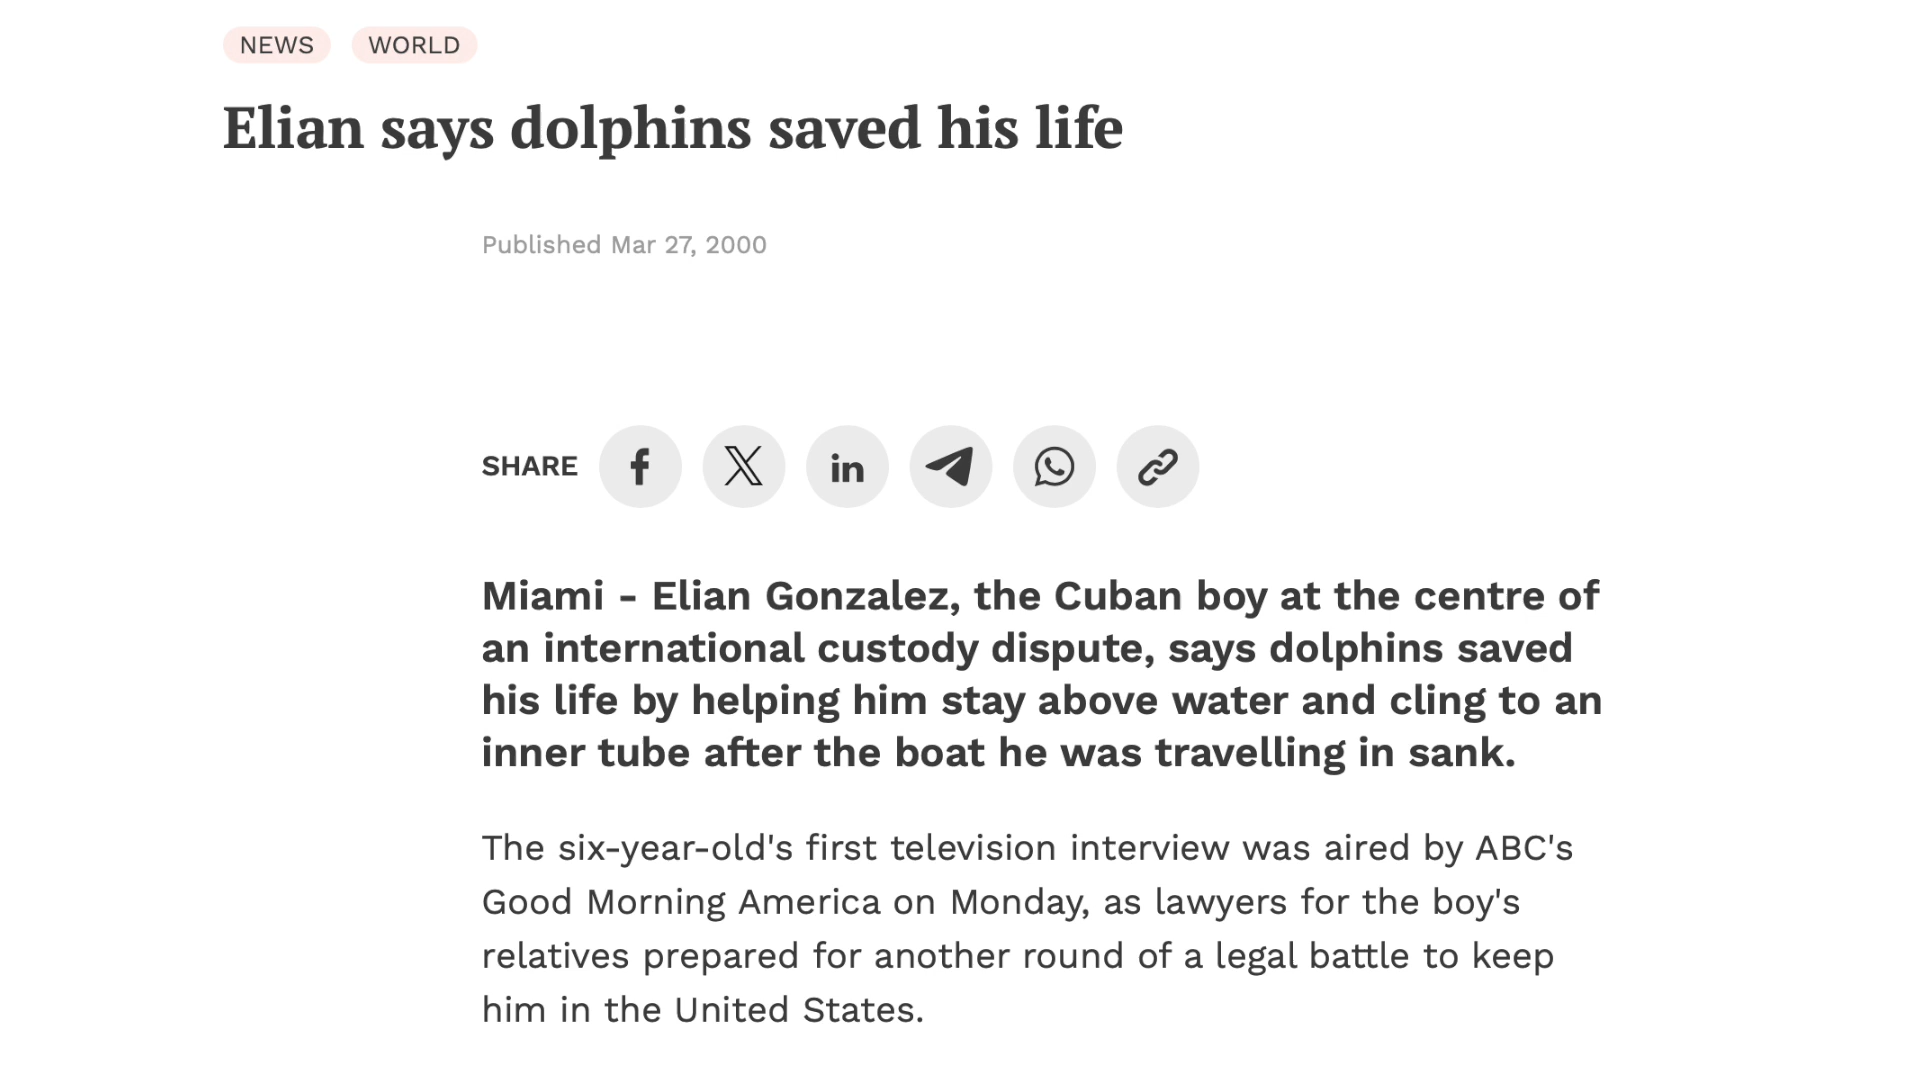 NEWS WORLD
Elian says dolphins saved his life
Published Mar 27, 2000
SHARE
Miami - Elian Gonzalez, the Cuban boy at the centre of
an international custody dispute, says dolphins saved
his life by helping him stay above water and cling to an
inner tube after the boat he was travelling in sank.
The six-year-old's first television interview was aired by ABC's
Good Morning America on Monday, as lawyers for the boy's
relatives prepared for another round of a legal battle to keep
him in the United States.